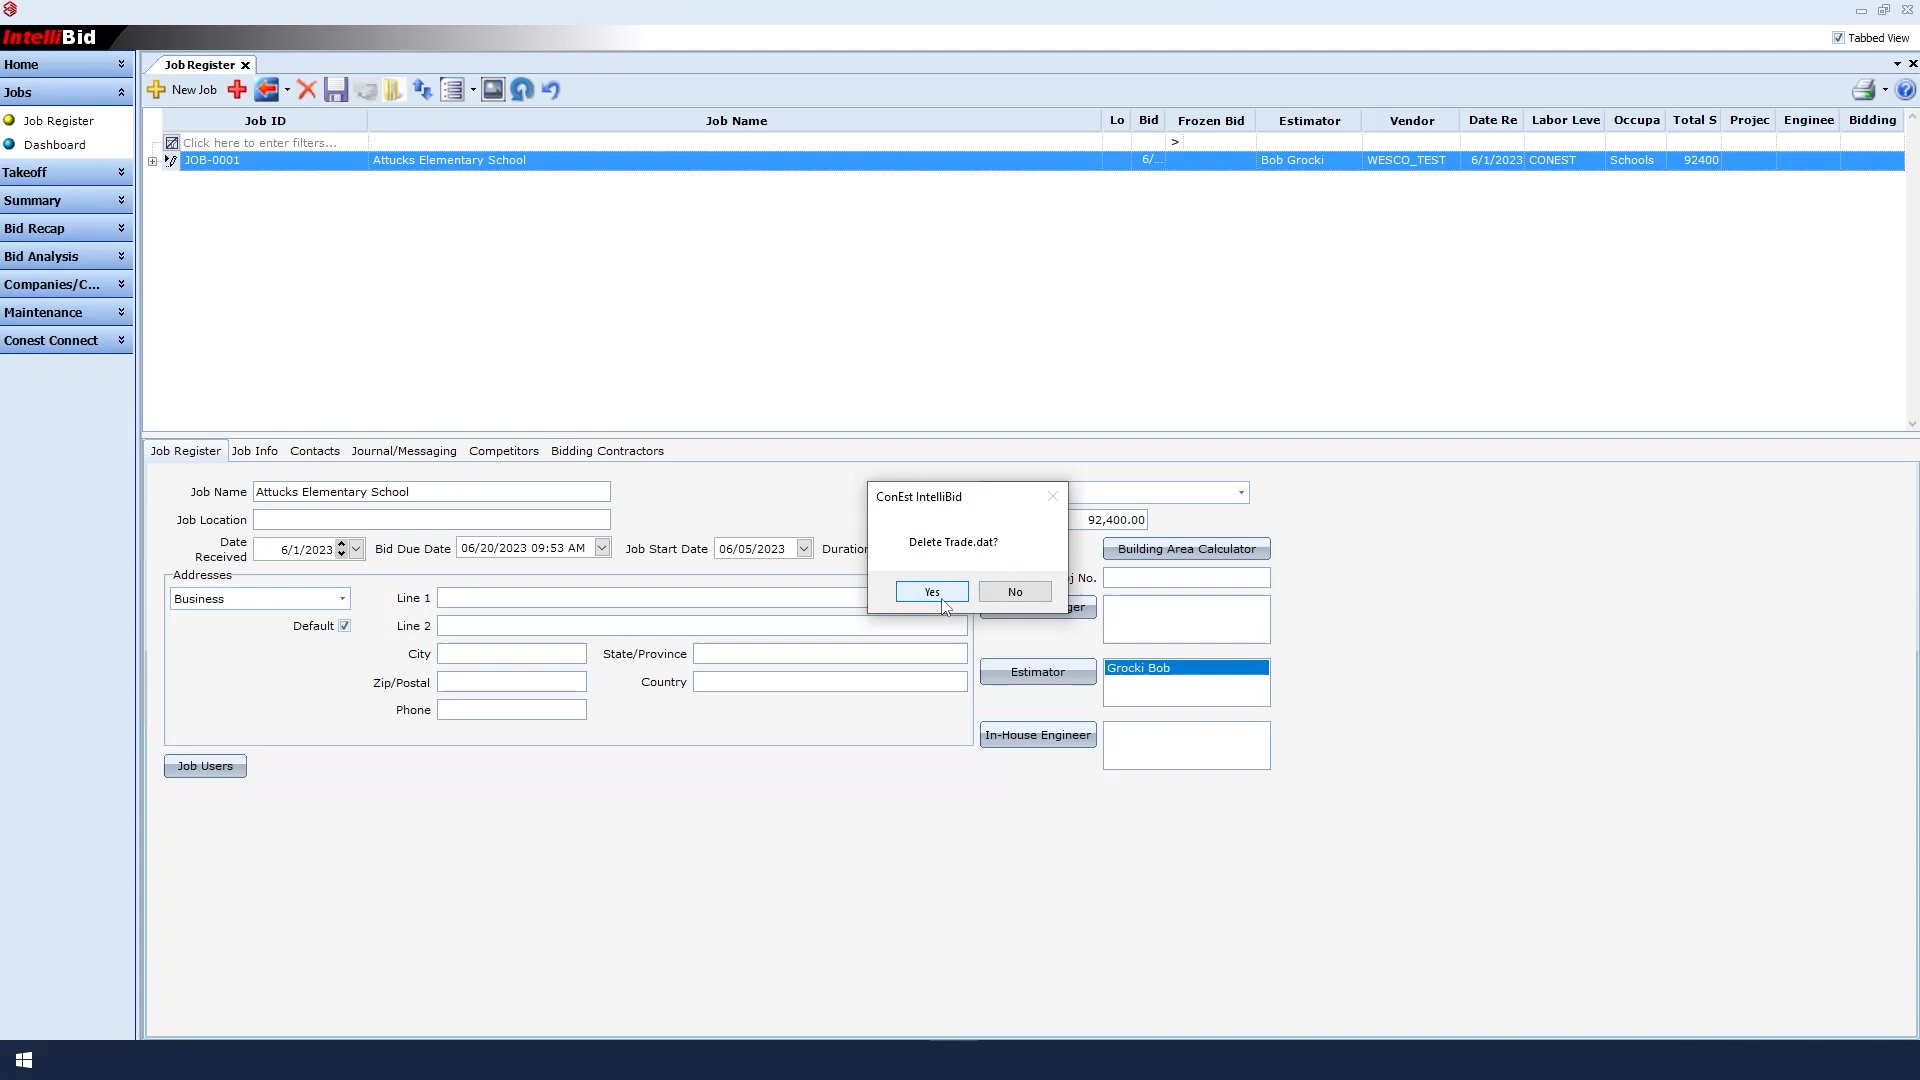 IntelliBid
Tabbed View
Home
Jobs
Job Register
Dashboard
Takeoff
Summary
Bid Recap
Bid Analysis
Companies/C...
Maintenance
Conest Connect
Job Register
New Job
Job ID Job Name Lo Bid Frozen Bid Estimator Vendor Date Re Labor Leve Occupa Total S Projec Enginee Bidding
Click here to enter filters... >
JOB-0001 Attucks Elementary School 6/... Bob Grocki WESCO_TEST 6/1/2023 CONEST Schools 92400
Job Register Job Info Contacts Journal/Messaging Competitors Bidding Contractors
Job Name Attucks Elementary School
Job Location 92,400.00
Date Received 6/1/2023 Bid Due Date 06/20/2023 09:53 AM Job Start Date 06/05/2023 Duration
Building Area Calculator
j No.
ger
Addresses
Business Line 1
Default Line 2
City State/Province
Zip/Postal Country
Phone
Estimator Grocki Bob
In-House Engineer
Job Users
ConEst IntelliBid
Delete Trade.dat?
Yes No